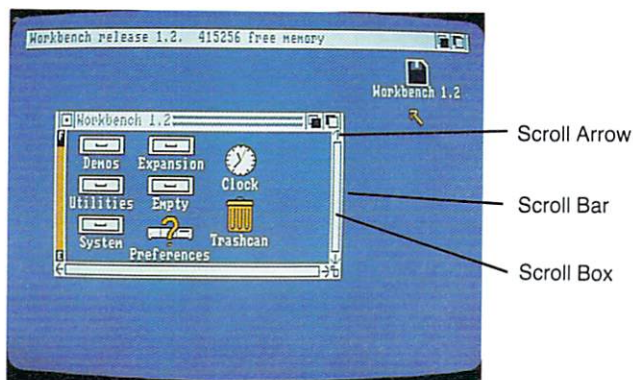 Workbench release 1.2. 415256 free memory
Workbench 1.2
Workbench 1.2
Demos Expansion
Clock
Utilities Empty
System
Trashcan
Preferences
Scroll Arrow
Scroll Bar
Scroll Box
F
E